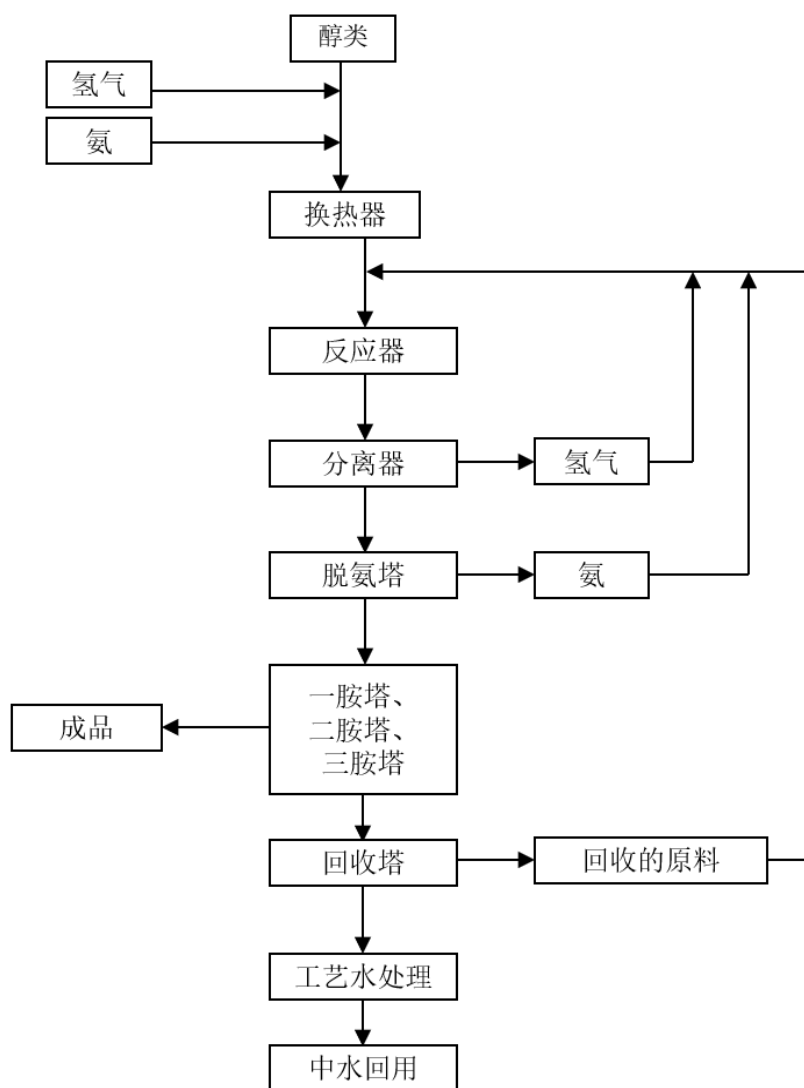 醇类
氢气
氨
换热器
反应器
分离器
氢气
脱氨塔
氨
一胺塔、
二胺塔、
三胺塔
成品
回收塔
回收的原料
工艺水处理
中水回用